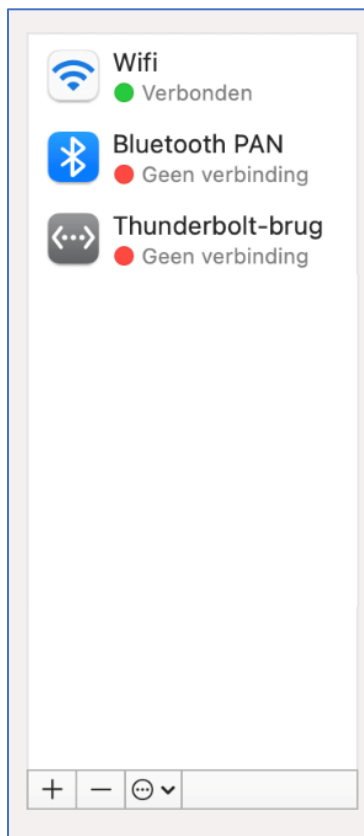 Wifi
Verbonden
Bluetooth PAN
Geen verbinding
Thunderbolt-brug
Geen verbinding